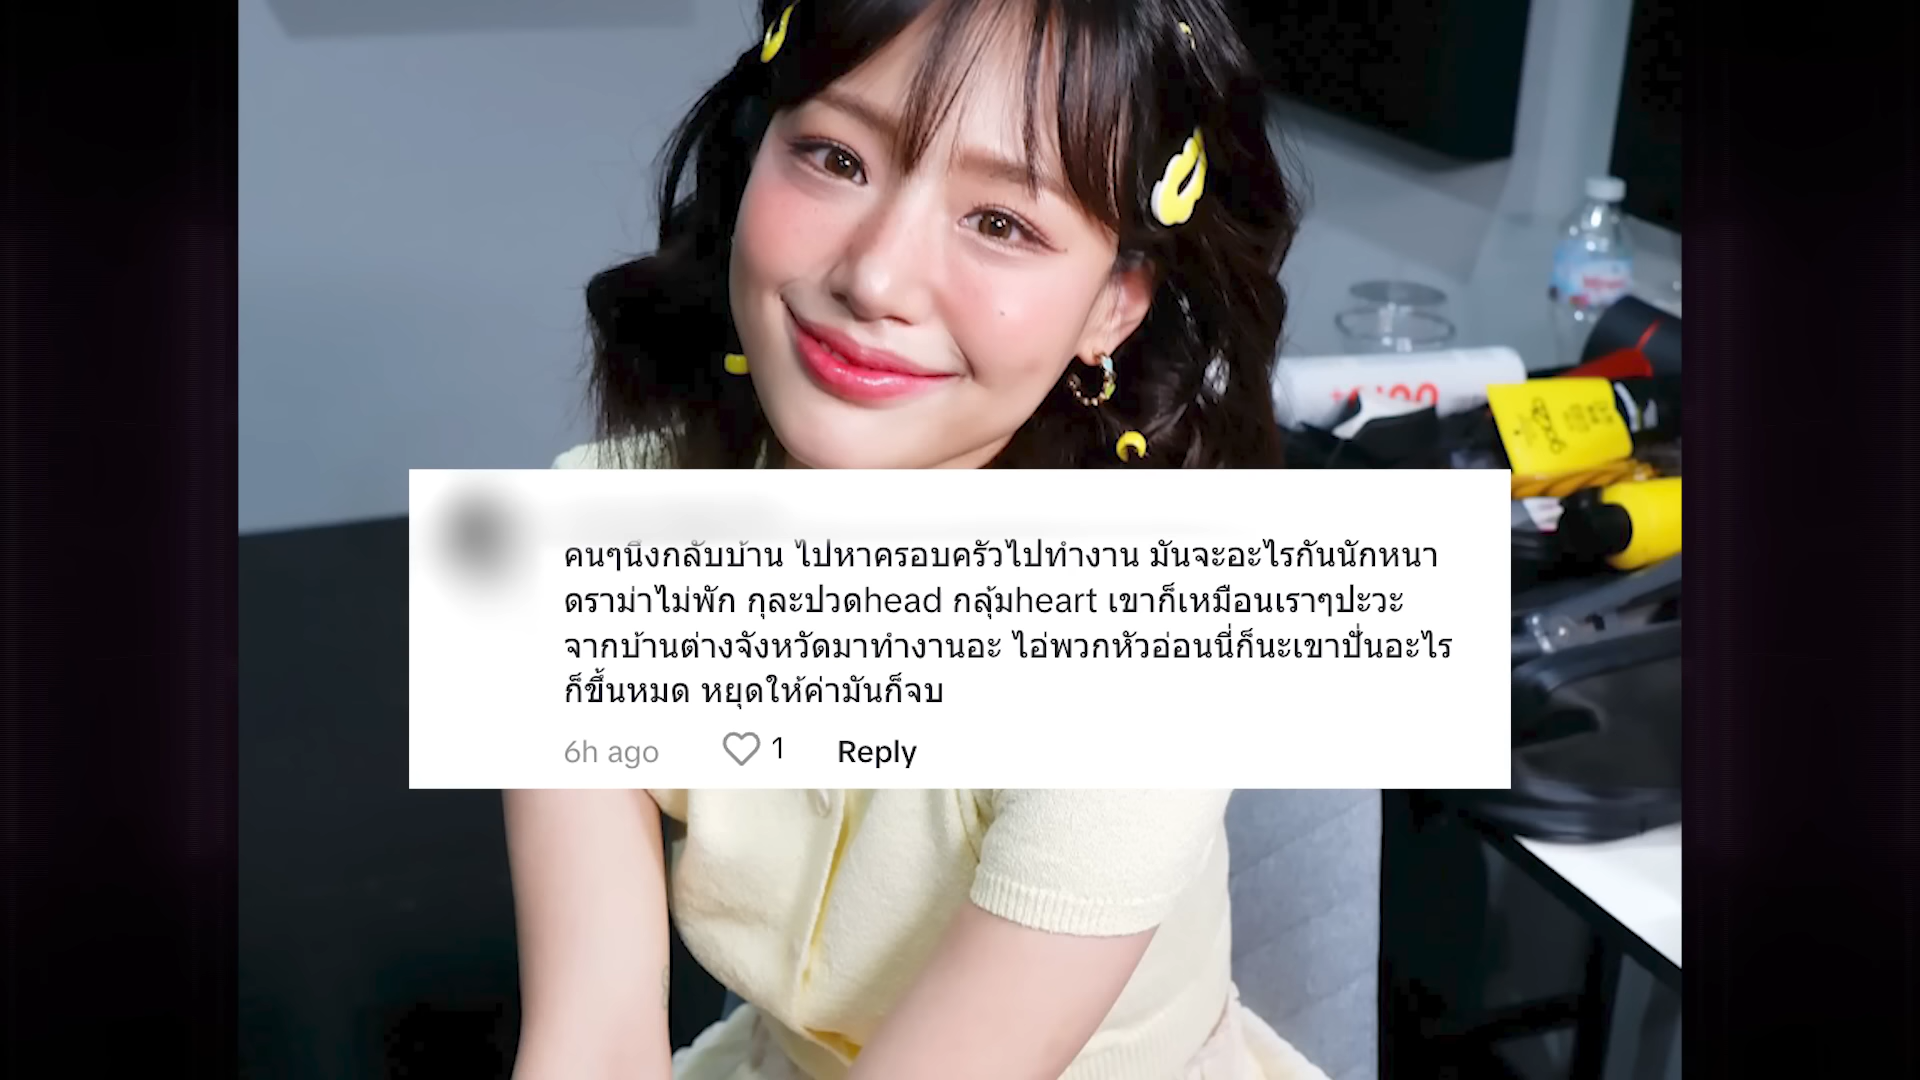 คนๆนึงกลับบ้าน ไปหาครอบครัวไปทำงาน มันจะอะไรกันนักหนา
ดราม่าไม่พัก กุละปวดhead กลุ้มheart เขาก็เหมือนเราๆปะวะ
จากบ้านต่างจังหวัดมาทำงานอะ ไอ่พวกหัวอ่อนนี่ก็นะเขาปั่นอะไร
ก็ขึ้นหมด หยุดให้ค่ามันก็จบ
6h ago 1 Reply